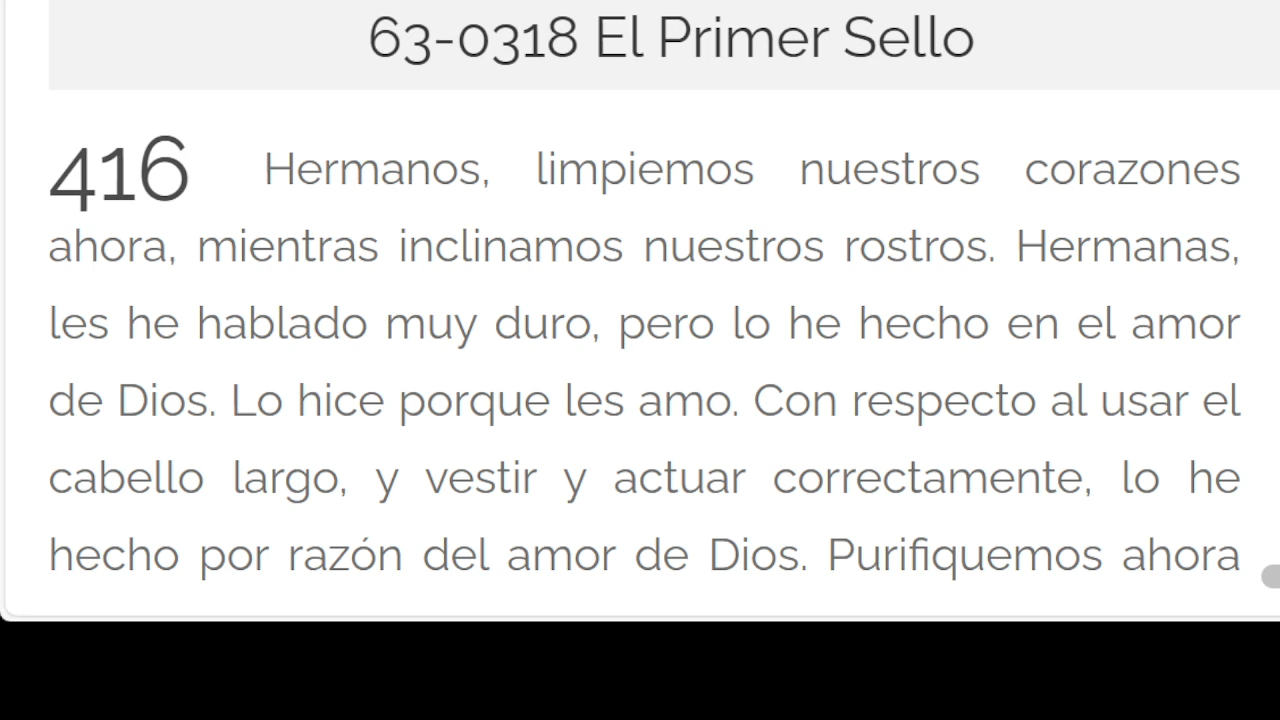 63-0318 El Primer Sello
416 Hermanos, limpiemos nuestros corazones
ahora, mientras inclinamos nuestros rostros. Hermanas,
les he hablado muy duro, pero lo he hecho en el amor
de Dios. Lo hice porque les amo. Con respecto al usar el
cabello largo, y vestir y actuar correctamente, lo he
hecho por razón del amor de Dios. Purifiquemos ahora